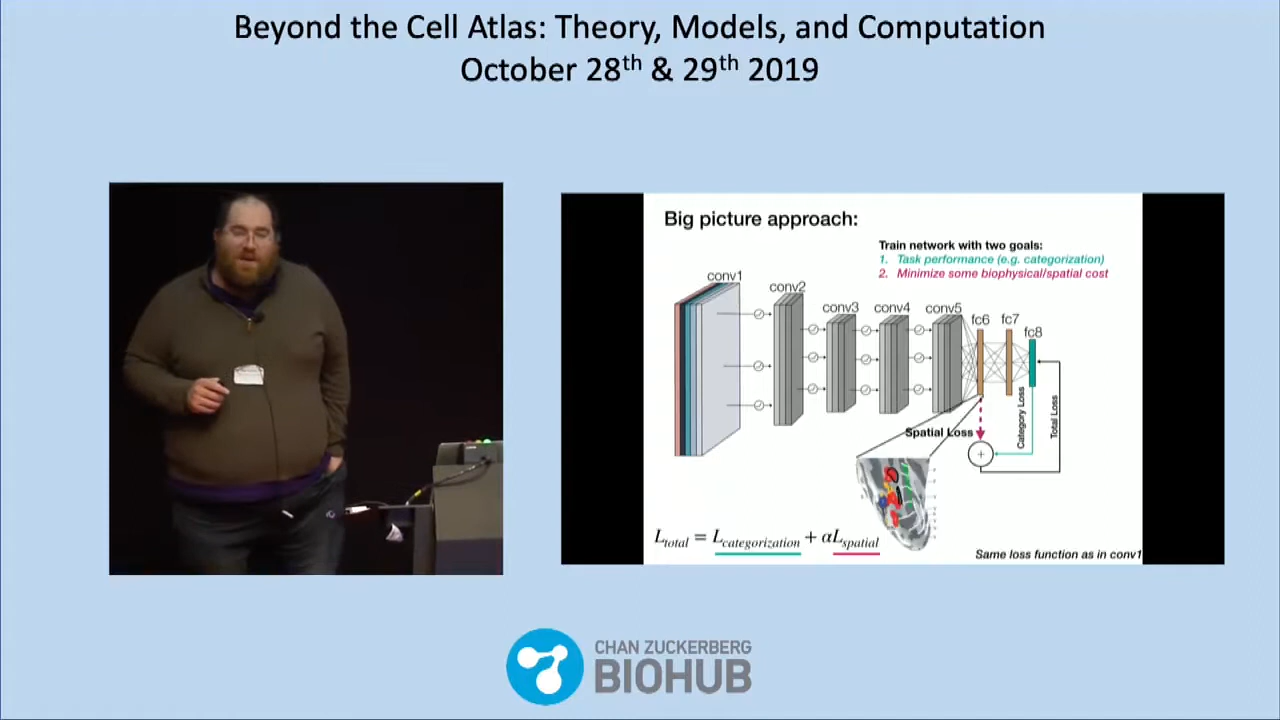 Beyond the Cell Atlas: Theory, Models, and Computation
October 28th & 29th 2019
Big picture approach:
Train network with two goals:
1. Task performance (e.g. categorization)
2. Minimize some biophysical/spatial cost
conv1
conv2
conv3
conv4
conv5
fc6
fc7
fc8
Category Loss
Total Loss
Spatial Loss
+
L_total = L_categorization + αL_spatial
Same loss function as in conv1
CHAN ZUCKERBERG
BIOHUB